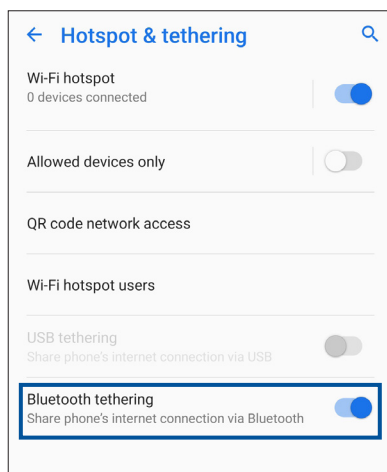 Hotspot & tethering
Wi-Fi hotspot
0 devices connected
Allowed devices only
QR code network access
Wi-Fi hotspot users
USB tethering
Share phone's internet connection via USB
Bluetooth tethering
Share phone's internet connection via Bluetooth